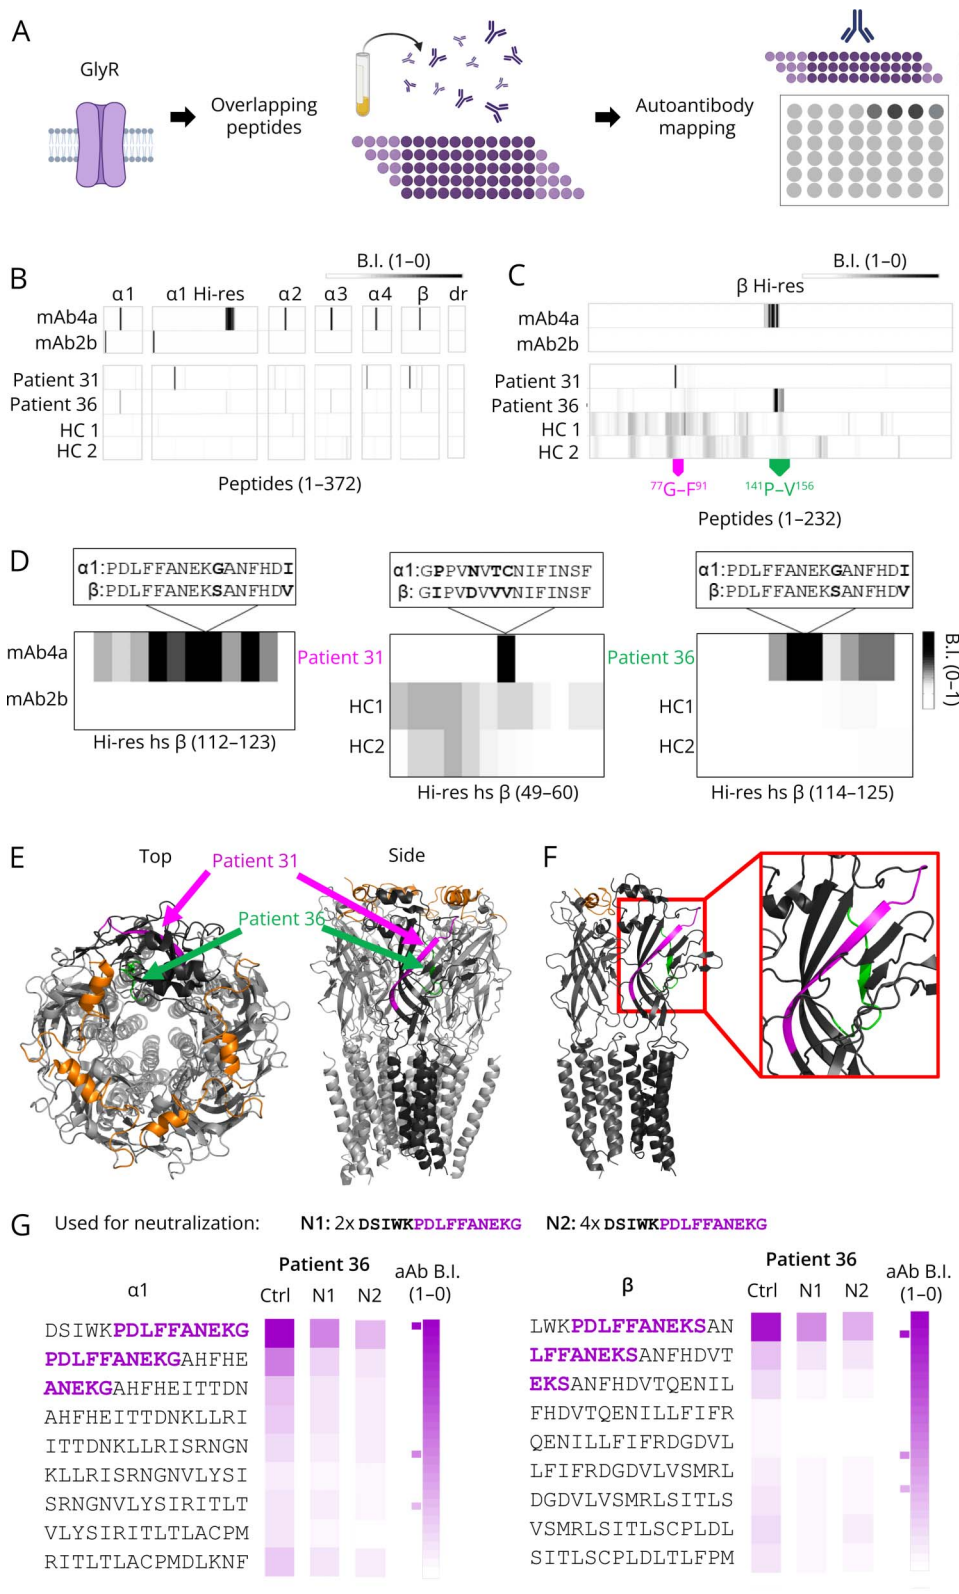 A
GlyR
Overlapping
peptides
Autoantibody
mapping
B
B.I. (1–0)
α1 α1 Hi-res α2 α3 α4 β dr
mAb4a
mAb2b
Patient 31
Patient 36
HC 1
HC 2
Peptides (1–372)
C
B.I. (1–0)
β Hi-res
mAb4a
mAb2b
Patient 31
Patient 36
HC 1
HC 2
⁷⁷G–F⁹¹ ¹⁴¹P–V¹⁵⁶
Peptides (1–232)
D
α1:PDLFFANEKGANFHDI
β:PDLFFANEKSANFHDV
mAb4a
mAb2b
Hi-res hs β (112–123)
α1:GPPVNVTCNIFINSF
β:GIPVDVVVNIFINSF
Patient 31
HC1
HC2
Hi-res hs β (49–60)
α1:PDLFFANEKGANFHDI
β:PDLFFANEKSANFHDV
Patient 36
HC1
HC2
Hi-res hs β (114–125)
B.I. (0–1)
E
Top
Patient 31
Side
Patient 36
F
G
Used for neutralization: N1: 2x DSIWKPDLFFANEKG N2: 4x DSIWKPDLFFANEKG
α1
Patient 36
Ctrl N1 N2
aAb B.I.
(1–0)
DSIWKPDLFFANEKG
PDLFFANEKGAHFHE
ANEKGAHFHEITTDN
AHFHEITTDNKLLRI
ITTDNKLLRISRNGN
KLLRISRNGNVLYSI
SRNGNVLYSIRITLT
VLYSIRITLTLACPM
RITLTLACPMDLKNF
β
Patient 36
Ctrl N1 N2
aAb B.I.
(1–0)
LWKPDLFFANEKSAN
LFFANEKSANFHDVT
EKSANFHDVTQENIL
FHDVTQENILLFIFR
QENILLFIFRDGDVL
LFIFRDGDVLVSMRL
DGDVLVSMRLSITLS
VSMRLSITLSCPLDL
SITLSCPLDLTLFPM